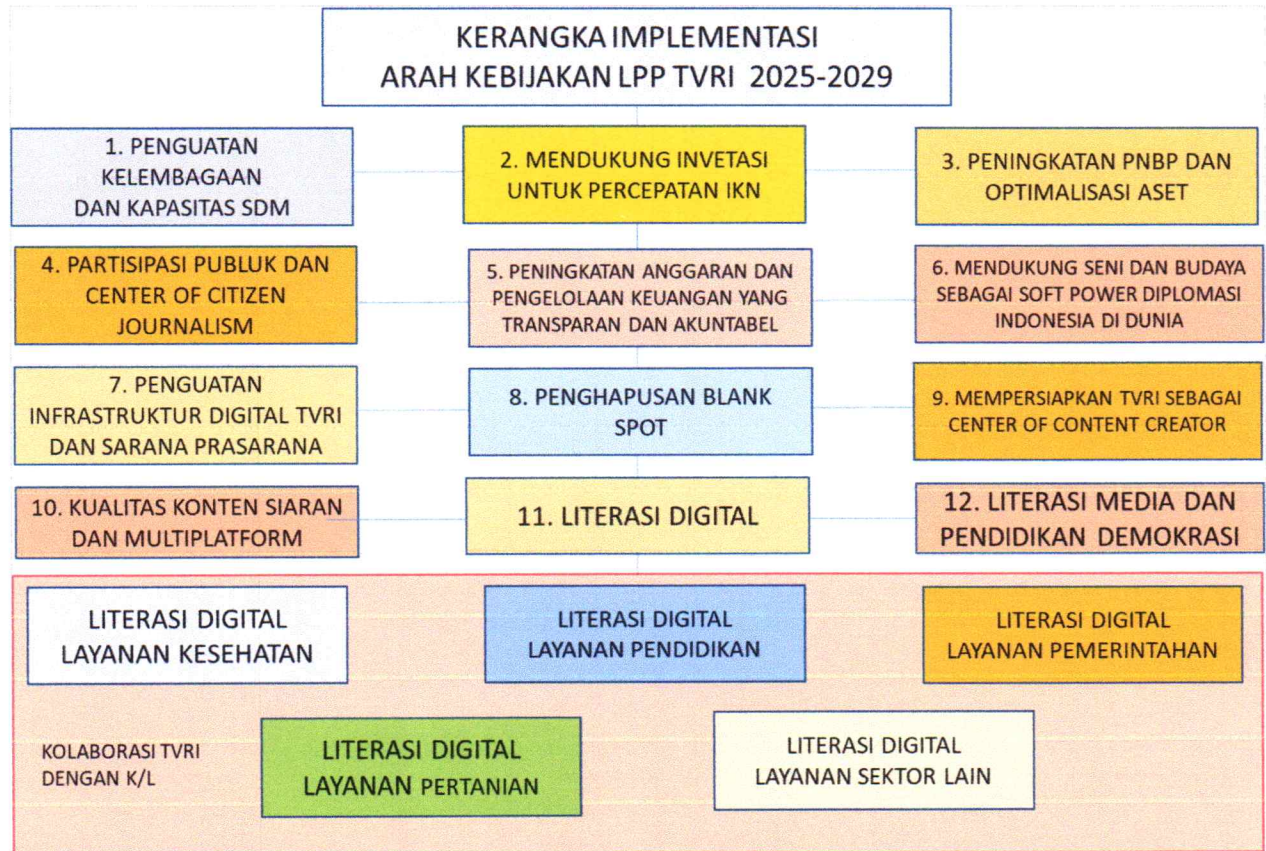 KERANGKA IMPLEMENTASI
ARAH KEBIJAKAN LPP TVRI 2025-2029
1. PENGUATAN
KELEMBAGAAN
DAN KAPASITAS SDM
2. MENDUKUNG INVETASI
UNTUK PERCEPATAN IKN
3. PENINGKATAN PNBP DAN
OPTIMALISASI ASET
4. PARTISIPASI PUBLUK DAN
CENTER OF CITIZEN
JOURNALISM
5. PENINGKATAN ANGGARAN DAN
PENGELOLAAN KEUANGAN YANG
TRANSPARAN DAN AKUNTABEL
6. MENDUKUNG SENI DAN BUDAYA
SEBAGAI SOFT POWER DIPLOMASI
INDONESIA DI DUNIA
7. PENGUATAN
INFRASTRUKTUR DIGITAL TVRI
DAN SARANA PRASARANA
8. PENGHAPUSAN BLANK
SPOT
9. MEMPERSIAPKAN TVRI SEBAGAI
CENTER OF CONTENT CREATOR
10. KUALITAS KONTEN SIARAN
DAN MULTIPLATFORM
11. LITERASI DIGITAL
12. LITERASI MEDIA DAN
PENDIDIKAN DEMOKRASI
LITERASI DIGITAL
LAYANAN KESEHATAN
LITERASI DIGITAL
LAYANAN PENDIDIKAN
LITERASI DIGITAL
LAYANAN PEMERINTAHAN
KOLABORASI TVRI
DENGAN K/L
LITERASI DIGITAL
LAYANAN PERTANIAN
LITERASI DIGITAL
LAYANAN SEKTOR LAIN